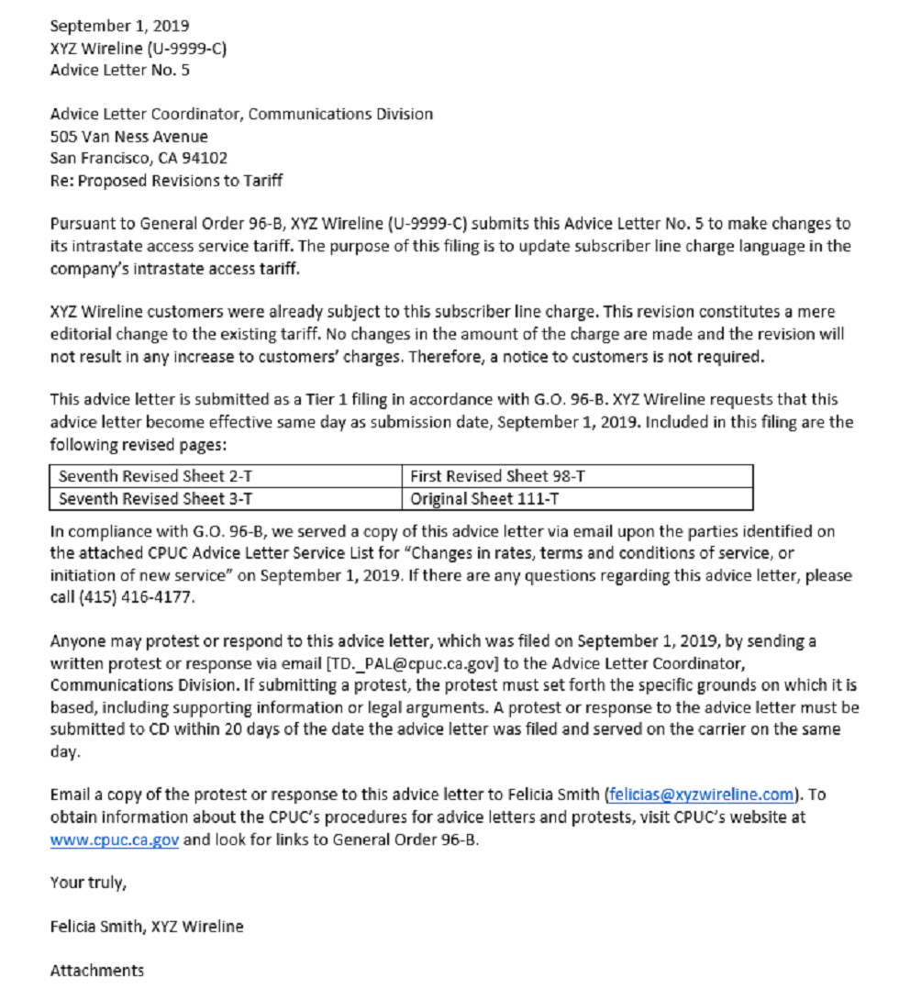 September 1, 2019
XYZ Wireline (U-9999-C)
Advice Letter No. 5
Advice Letter Coordinator, Communications Division
505 Van Ness Avenue
San Francisco, CA 94102
Re: Proposed Revisions to Tariff
Pursuant to General Order 96-B, XYZ Wireline (U-9999-C) submits this Advice Letter No. 5 to make changes to
its intrastate access service tariff. The purpose of this filing is to update subscriber line charge language in the
company's intrastate access tariff.
XYZ Wireline customers were already subject to this subscriber line charge. This revision constitutes a mere
editorial change to the existing tariff. No changes in the amount of the charge are made and the revision will
not result in any increase to customers' charges. Therefore, a notice to customers is not required.
This advice letter is submitted as a Tier 1 filing in accordance with G.O. 96-B. XYZ Wireline requests that this
advice letter become effective same day as submission date, September 1, 2019. Included in this filing are the
following revised pages:
Seventh Revised Sheet 2-T First Revised Sheet 98-T
Seventh Revised Sheet 3-T Original Sheet 111-T
In compliance with G.O. 96-B, we served a copy of this advice letter via email upon the parties identified on
the attached CPUC Advice Letter Service List for "Changes in rates, terms and conditions of service, or
initiation of new service" on September 1, 2019. If there are any questions regarding this advice letter, please
call (415) 416-4177.
Anyone may protest or respond to this advice letter, which was filed on September 1, 2019, by sending a
written protest or response via email [TD._PAL@cpuc.ca.gov] to the Advice Letter Coordinator,
Communications Division. If submitting a protest, the protest must set forth the specific grounds on which it is
based, including supporting information or legal arguments. A protest or response to the advice letter must be
submitted to CD within 20 days of the date the advice letter was filed and served on the carrier on the same
day.
Email a copy of the protest or response to this advice letter to Felicia Smith (felicias@xyzwireline.com). To
obtain information about the CPUC's procedures for advice letters and protests, visit CPUC's website at
www.cpuc.ca.gov and look for links to General Order 96-B.
Your truly,
Felicia Smith, XYZ Wireline
Attachments